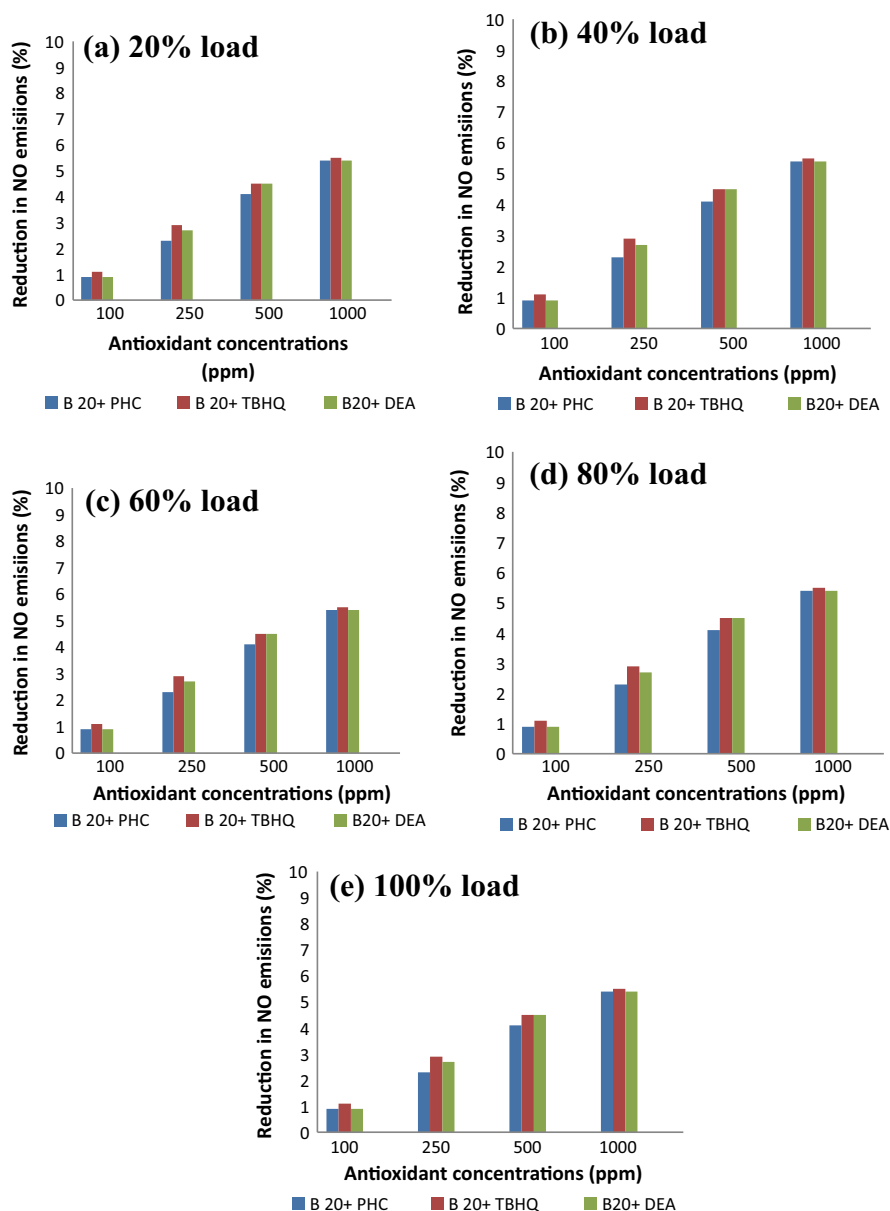 (a) 20% load
Reduction in NO emisiions (%)
10
9
8
7
6
5
4
3
2
1
0
100 250 500 1000
Antioxidant concentrations
(ppm)
B 20+ PHC B 20+ TBHQ B20+ DEA
(b) 40% load
Reduction in NO emisiions (%)
10
9
8
7
6
5
4
3
2
1
0
100 250 500 1000
Antioxidant concentrations (ppm)
B 20+ PHC B 20+ TBHQ B20+ DEA
(c) 60% load
Reduction in NO emisiions (%)
10
9
8
7
6
5
4
3
2
1
0
100 250 500 1000
Antioxidant concentrations (ppm)
B 20+ PHC B 20+ TBHQ B20+ DEA
(d) 80% load
Reduction in NO emisiions (%)
10
9
8
7
6
5
4
3
2
1
0
100 250 500 1000
Antioxidant concentrations (ppm)
B 20+ PHC B 20+ TBHQ B20+ DEA
(e) 100% load
Reduction in NO emisiions (%)
10
9
8
7
6
5
4
3
2
1
0
100 250 500 1000
Antioxidant concentrations (ppm)
B 20+ PHC B 20+ TBHQ B20+ DEA